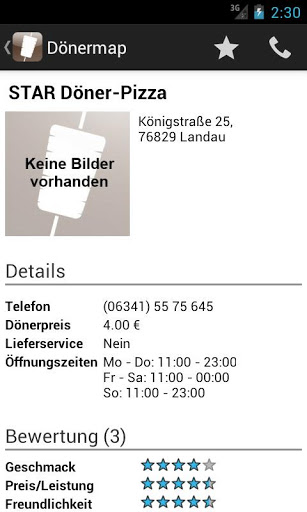 3G 2:30
Dönermap
STAR Döner-Pizza
Königstraße 25,
76829 Landau
Keine Bilder
vorhanden
Details
Telefon (06341) 55 75 645
Dönerpreis 4.00 €
Lieferservice Nein
Öffnungszeiten Mo - Do: 11:00 - 23:00
Fr - Sa: 11:00 - 00:00
So: 11:00 - 23:00
Bewertung (3)
Geschmack
Preis/Leistung
Freundlichkeit